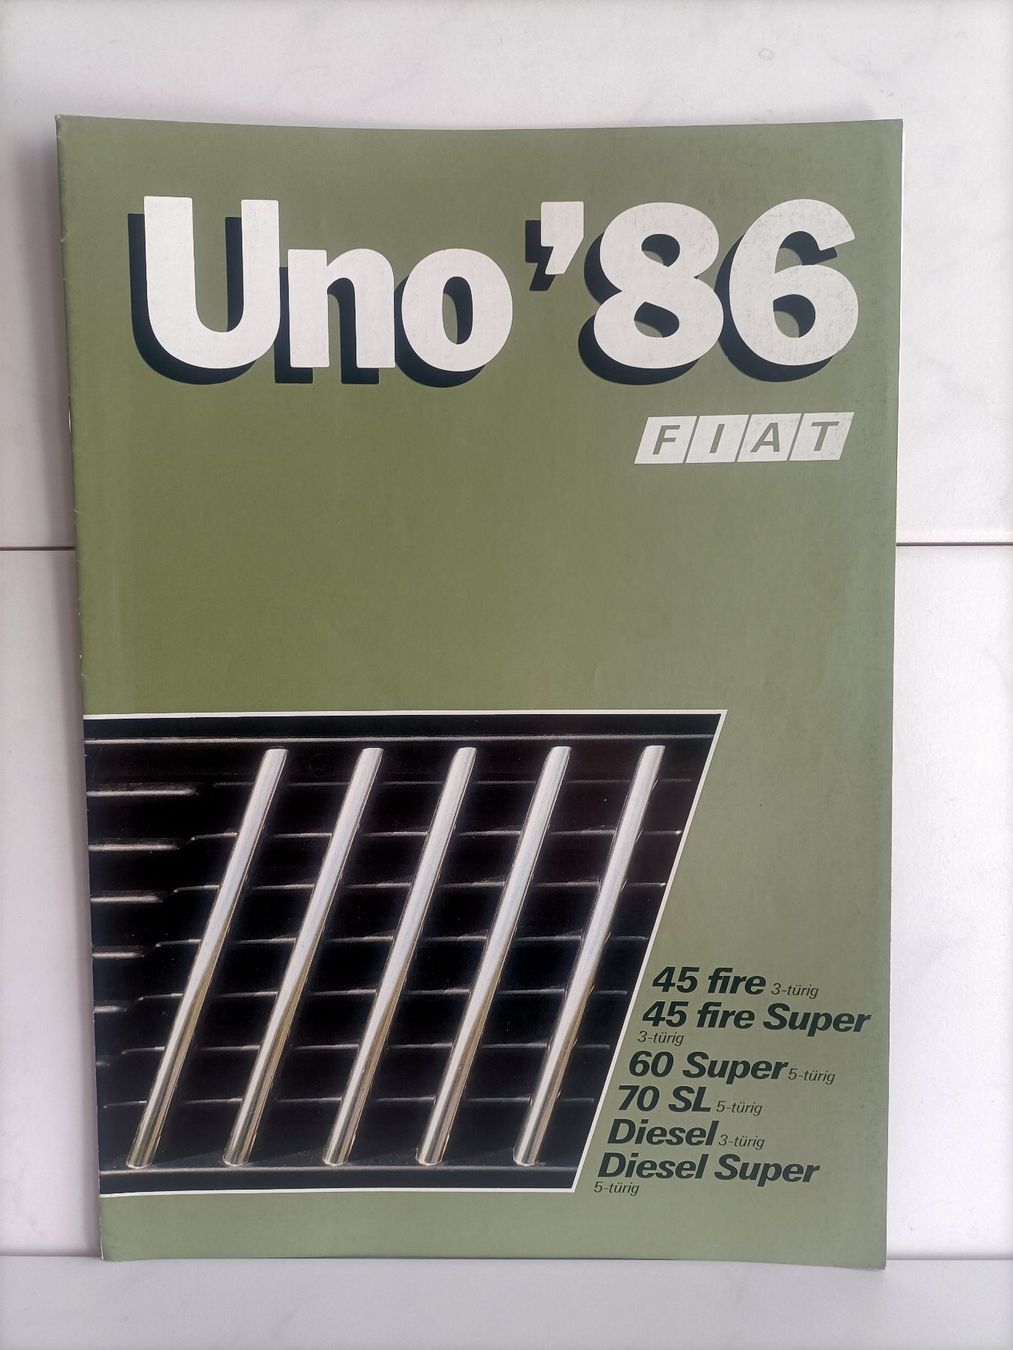 Uno '86
FIAT
45 fire 3-türig
45 fire Super
3-türig
60 Super 5-türig
70 SL 5-türig
Diesel 3-türig
Diesel Super
5-türig